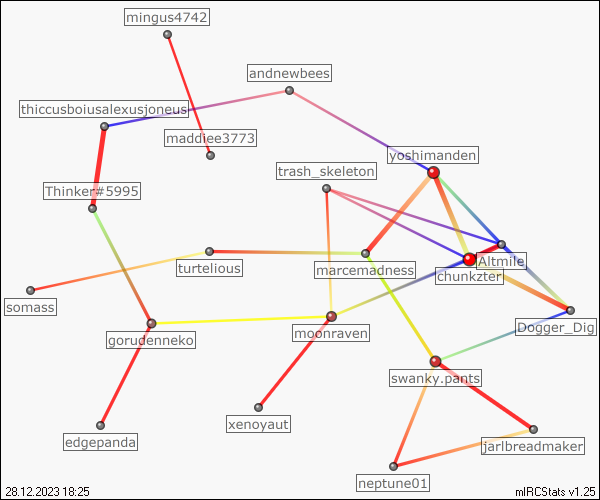 mingus4742
andnewbees
thiccusboiusalexusjoneus
maddiee3773
yoshimanden
trash_skeleton
Thinker#5995
Altmile
turtelious
marcemadness
chunkzter
somass
Dogger_Dig
gorudenneko
moonraven
swanky.pants
xenoyaut
edgepanda
jarlbreadmaker
neptune01
28.12.2023 18:25
mIRCStats v1.25